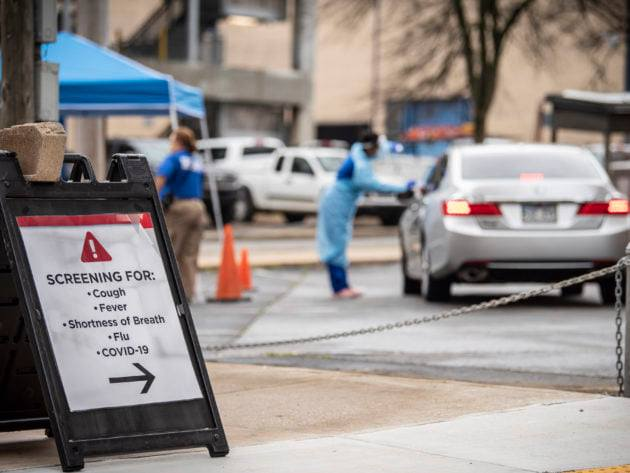 SCREENING FOR:
•Cough
•Fever
•Shortness of Breath
•Flu
•COVID-19